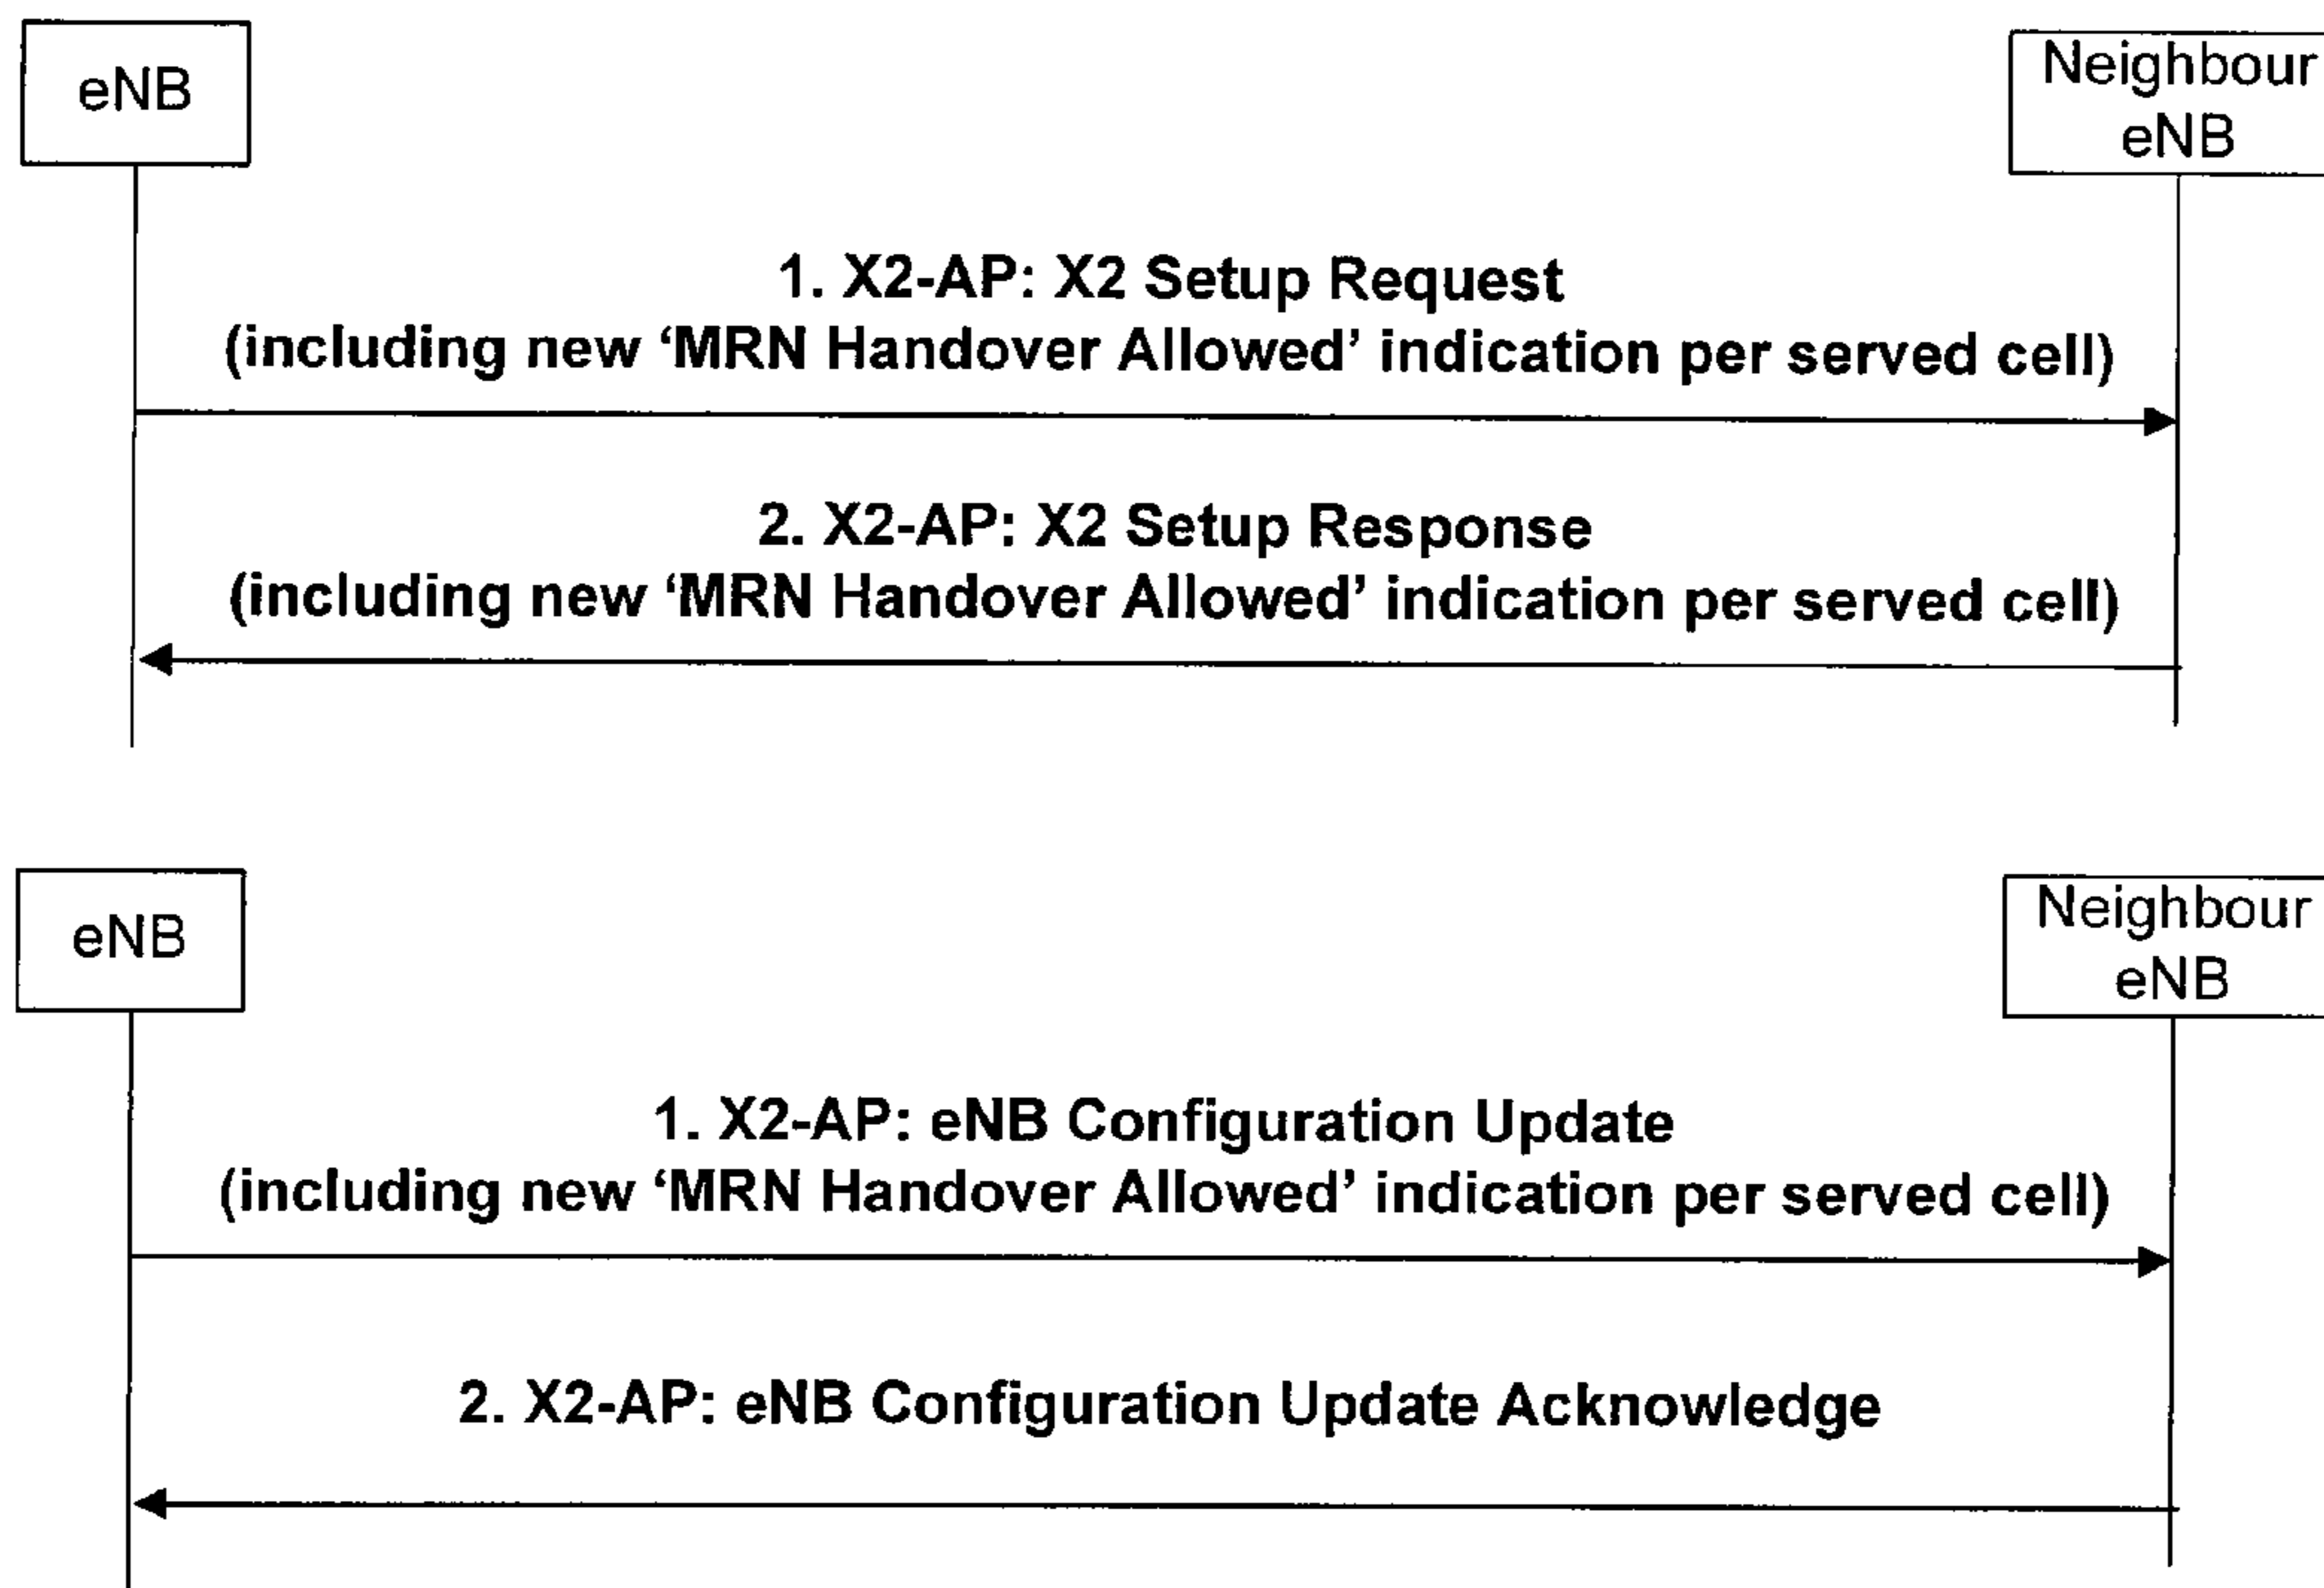 eNB
Neighbour
eNB
1. X2-AP: X2 Setup Request
(including new ‘MRN Handover Allowed’ indication per served cell)
2. X2-AP: X2 Setup Response
(including new ‘MRN Handover Allowed’ indication per served cell)
eNB
Neighbour
eNB
1. X2-AP: eNB Configuration Update
(including new ‘MRN Handover Allowed’ indication per served cell)
2. X2-AP: eNB Configuration Update Acknowledge